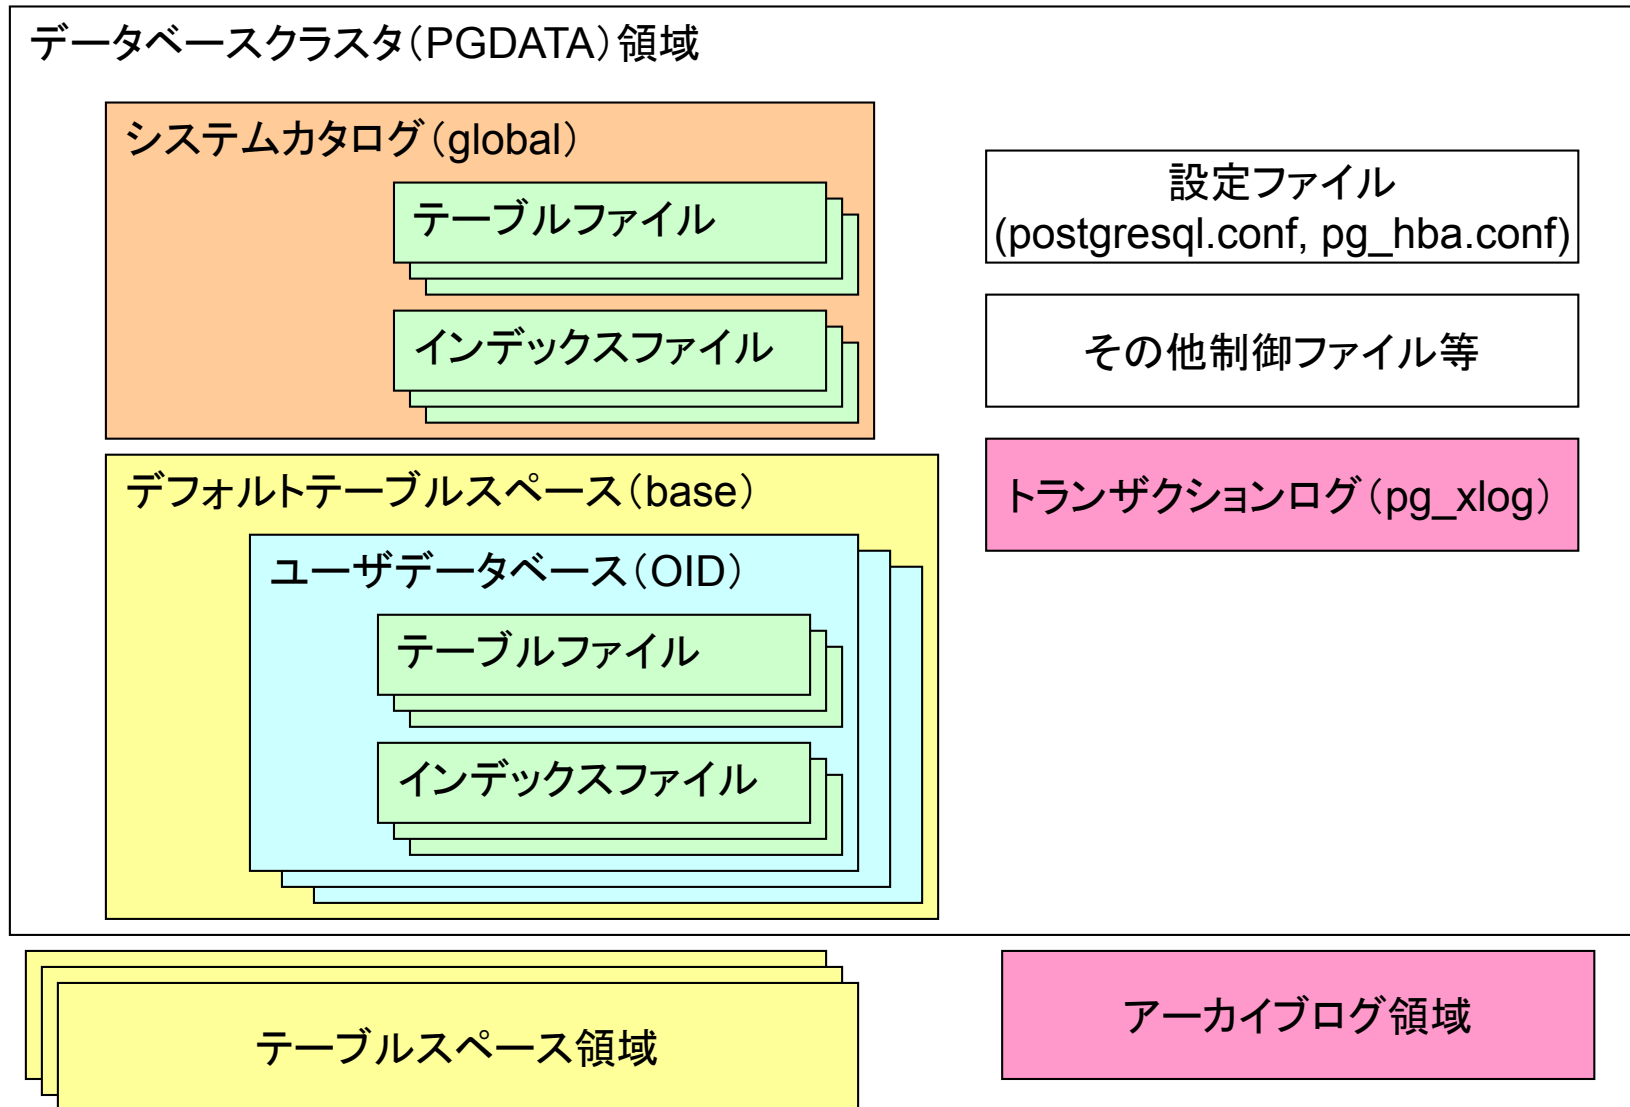 データベースクラスタ（PGDATA）領域
システムカタログ（global）
テーブルファイル
インデックスファイル
デフォルトテーブルスペース（base）
ユーザデータベース（OID）
テーブルファイル
インデックスファイル
設定ファイル
(postgresql.conf, pg_hba.conf)
その他制御ファイル等
トランザクションログ（pg_xlog）
テーブルスペース領域
アーカイブログ領域